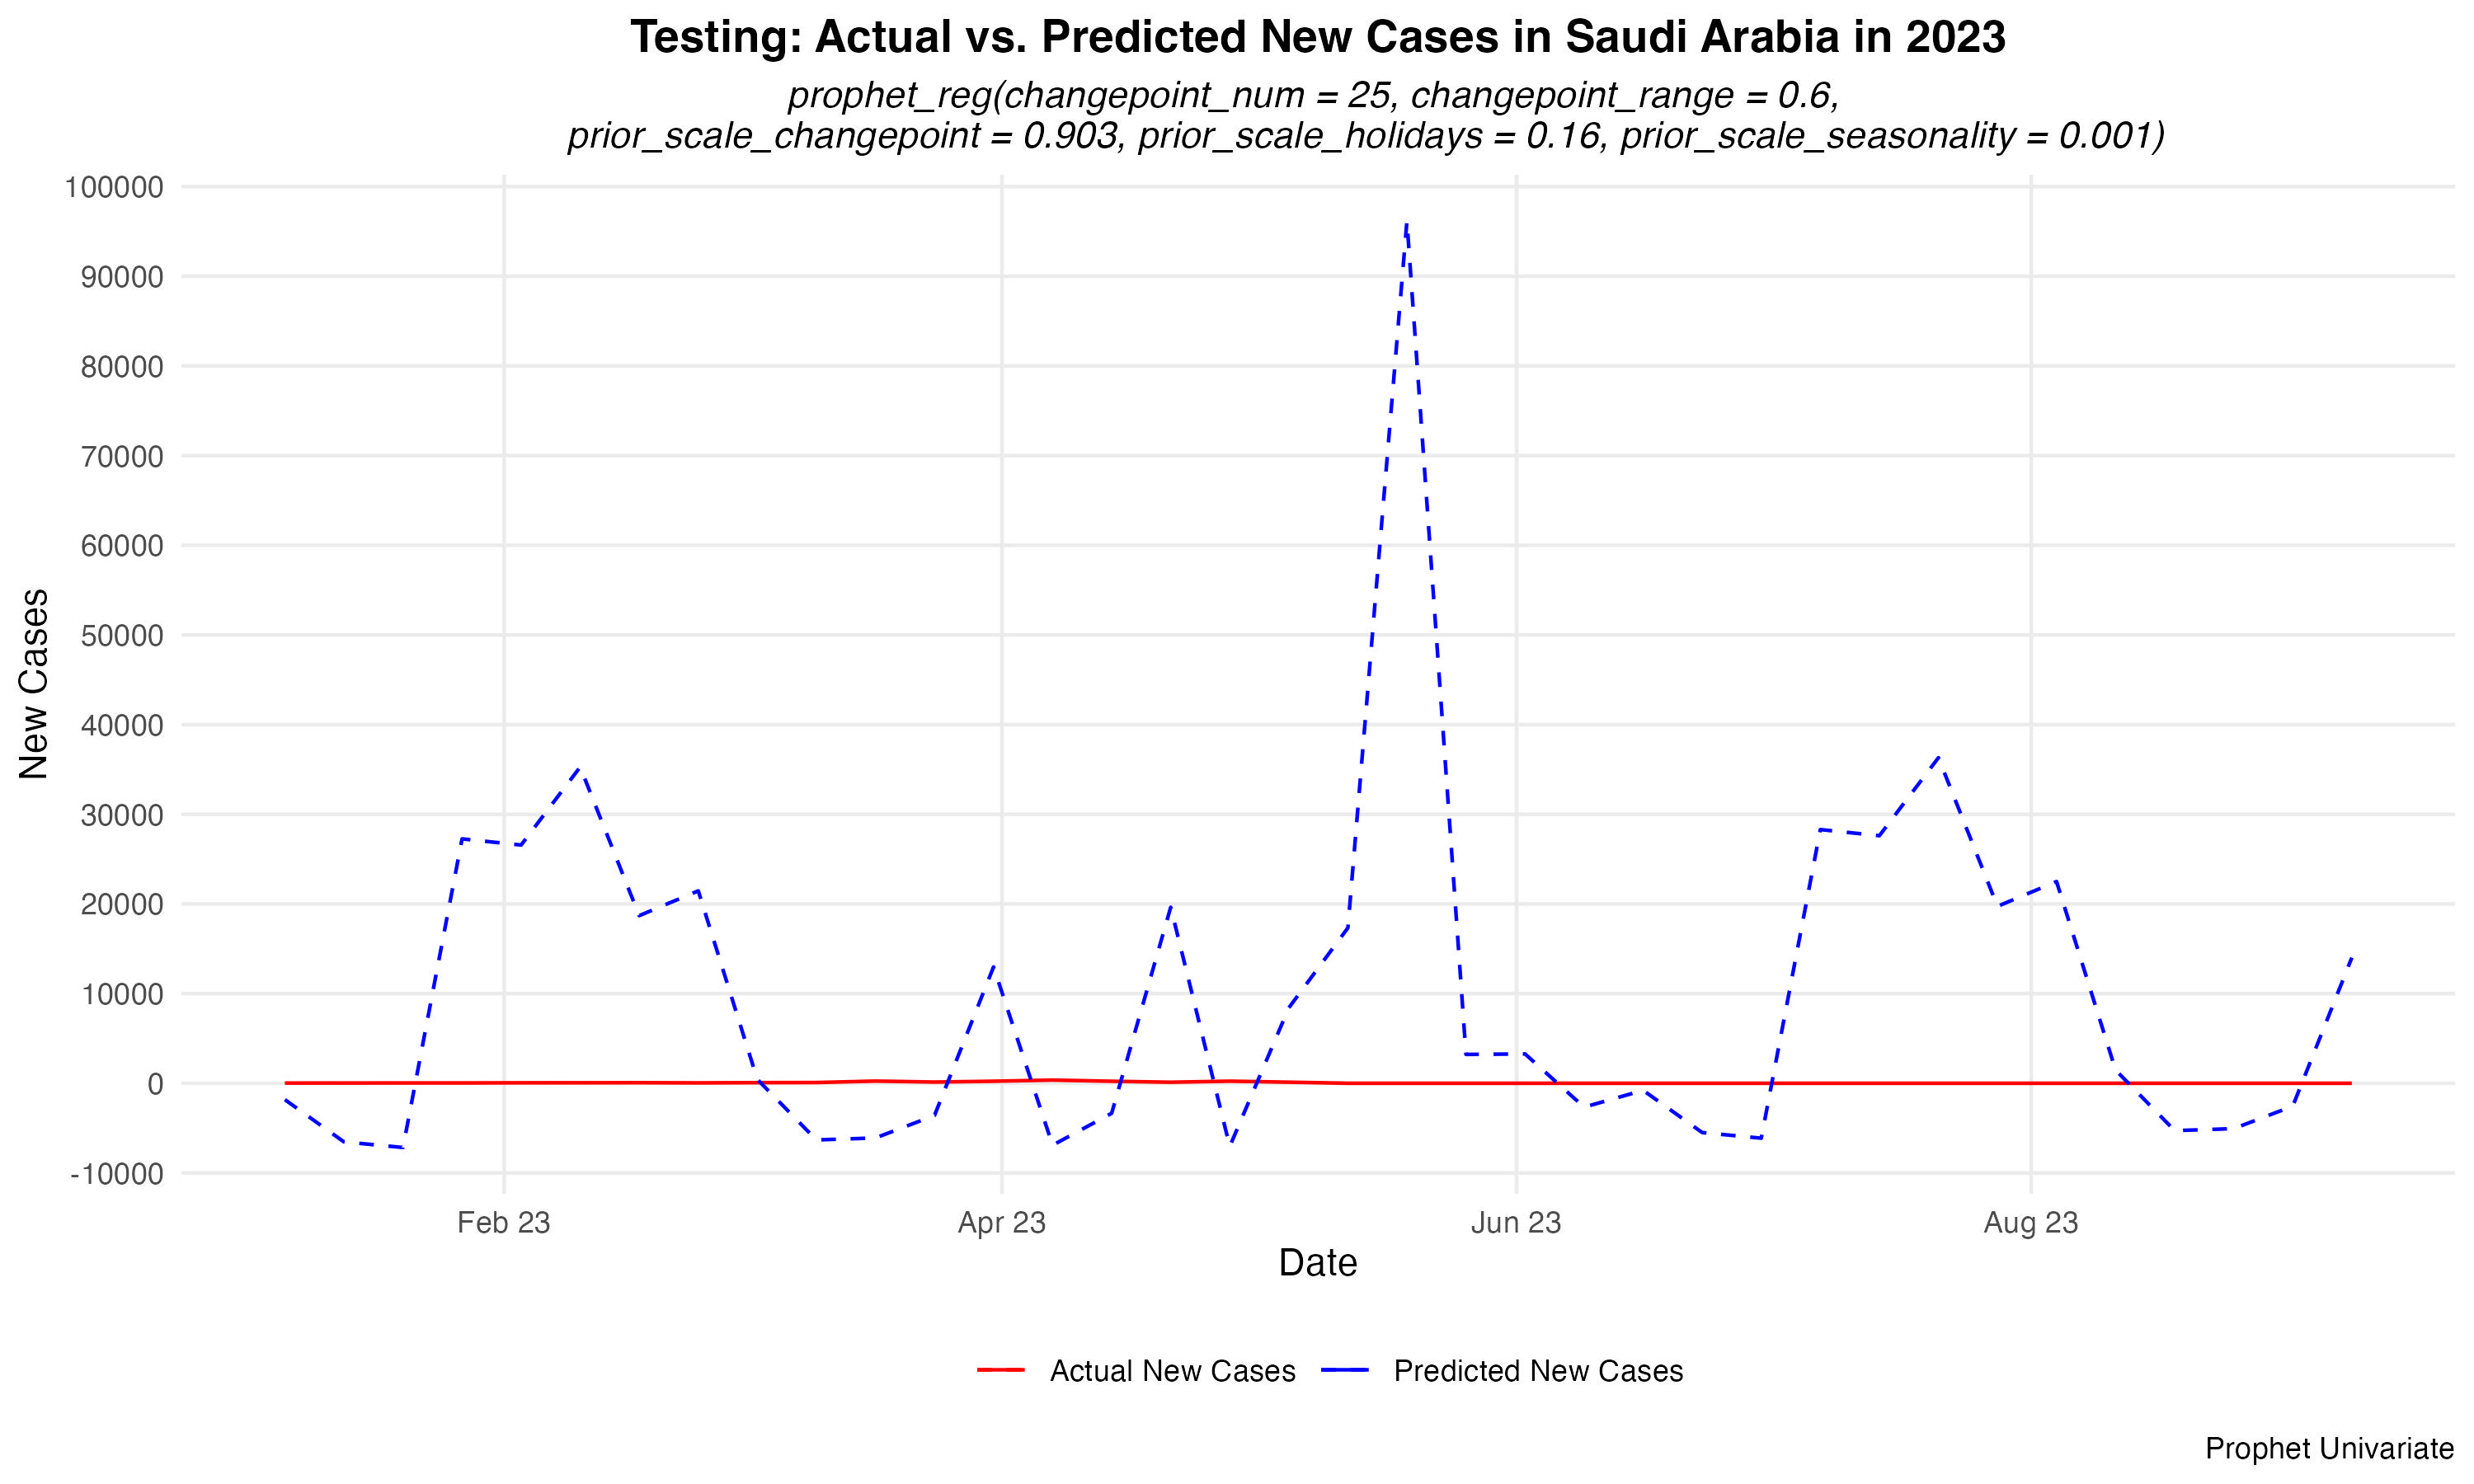 Testing: Actual vs. Predicted New Cases in Saudi Arabia in 2023
prophet_reg(changepoint_num = 25, changepoint_range = 0.6,
prior_scale_changepoint = 0.903, prior_scale_holidays = 0.16, prior_scale_seasonality = 0.001)
100000
90000
80000
70000
60000
50000
40000
30000
20000
10000
0
-10000
New Cases
Feb 23 Apr 23 Jun 23 Aug 23
Date
Actual New Cases Predicted New Cases
Prophet Univariate